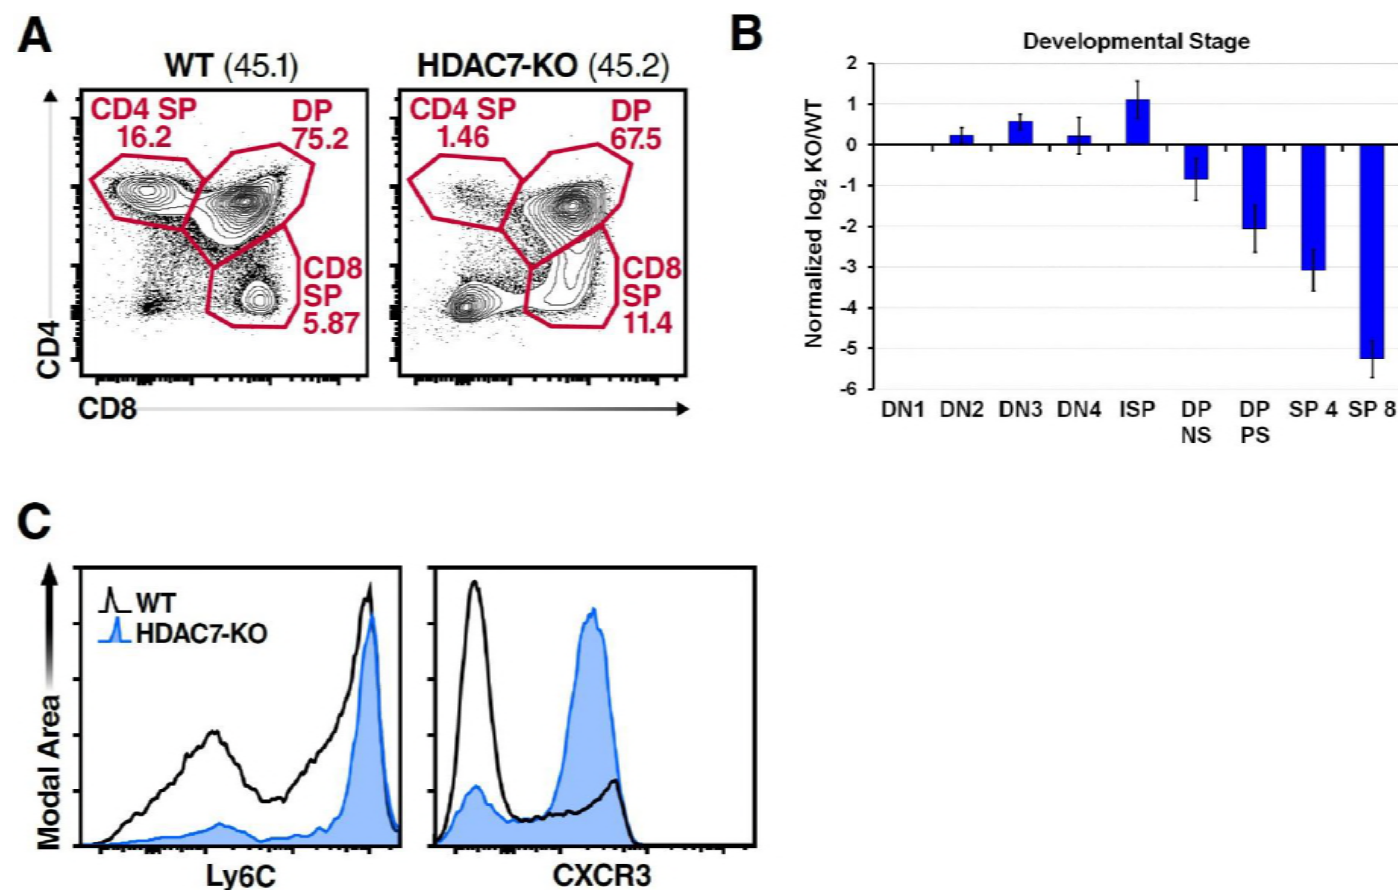 A
WT (45.1)
HDAC7-KO (45.2)
CD4 SP
16.2
DP
75.2
CD8
SP
5.87
CD4 SP
1.46
DP
67.5
CD8
SP
11.4
CD4
CD8
B
Developmental Stage
Normalized log2 KO/WT
2
1
0
-1
-2
-3
-4
-5
-6
DN1 DN2 DN3 DN4 ISP DP DP SP 4 SP 8
NS PS
C
Modal Area
WT
HDAC7-KO
Ly6C
CXCR3